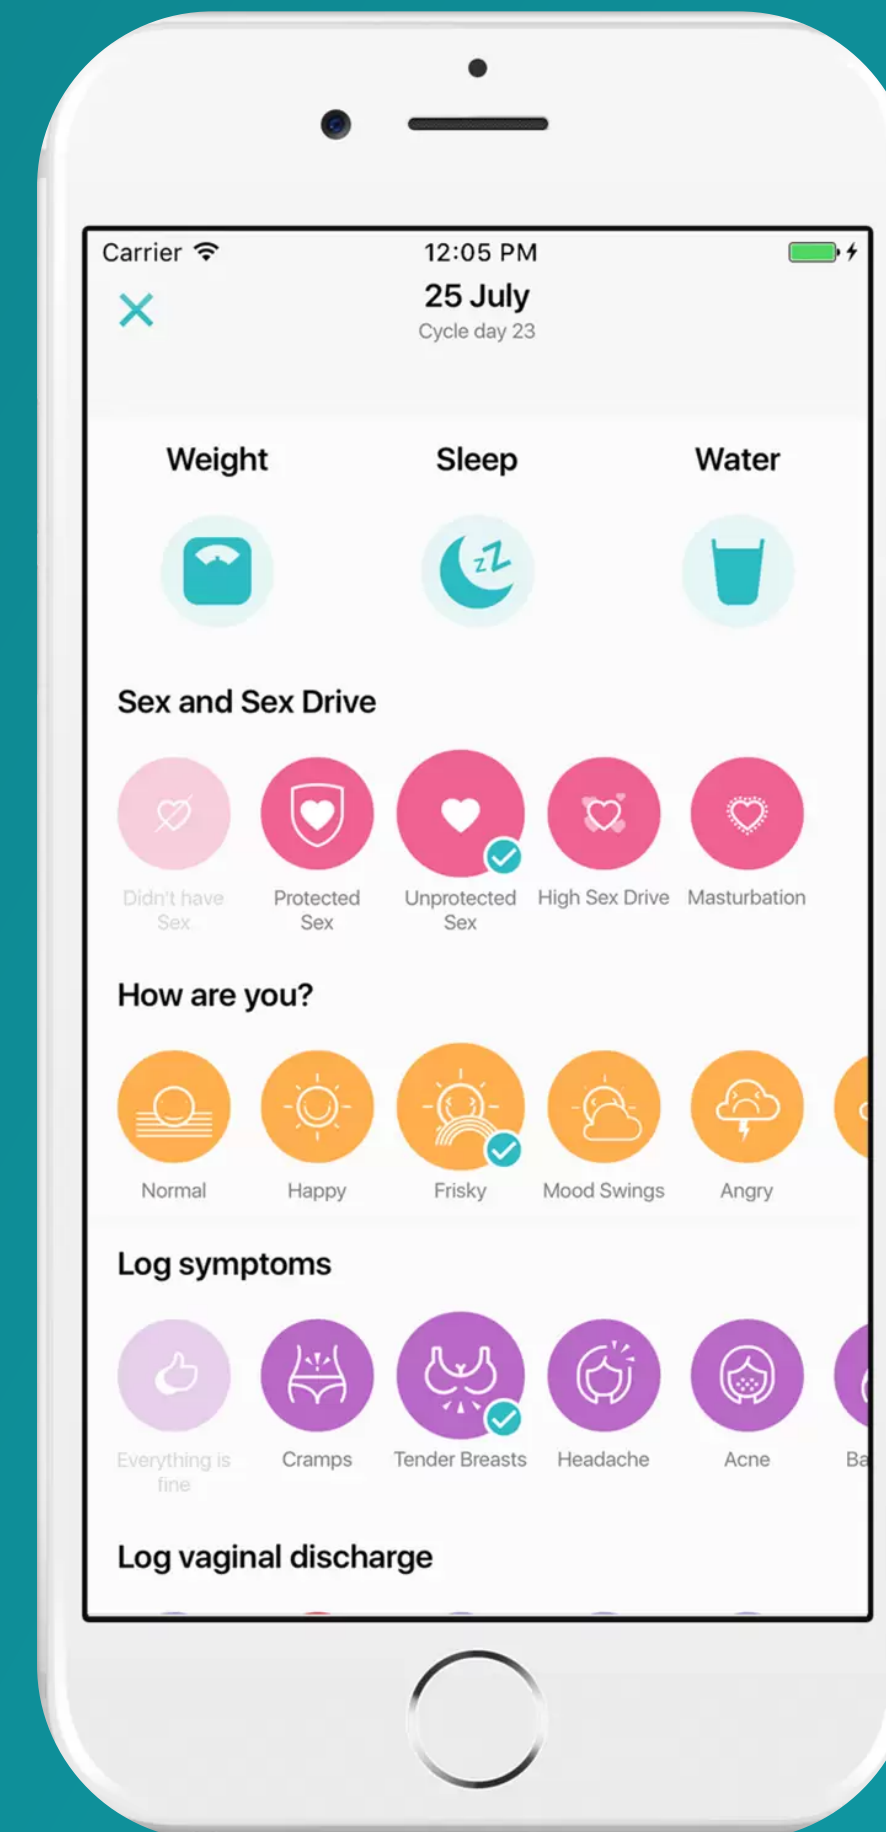 Carrier
12:05 PM
25 July
Cycle day 23
Weight
Sleep
Water
zZ
Sex and Sex Drive
Didn't have
Sex
Protected
Sex
Unprotected
Sex
High Sex Drive
Masturbation
How are you?
Normal
Happy
Frisky
Mood Swings
Angry
Log symptoms
Everything is
fine
Cramps
Tender Breasts
Headache
Acne
Ba
Log vaginal discharge